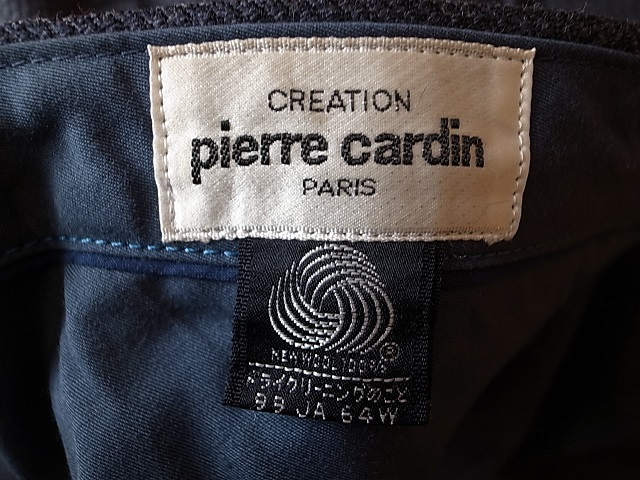 CREATION
pierre cardin
PARIS
NEW WOOL 100%
®
ドライクリーニングのこと
99 JA 64W